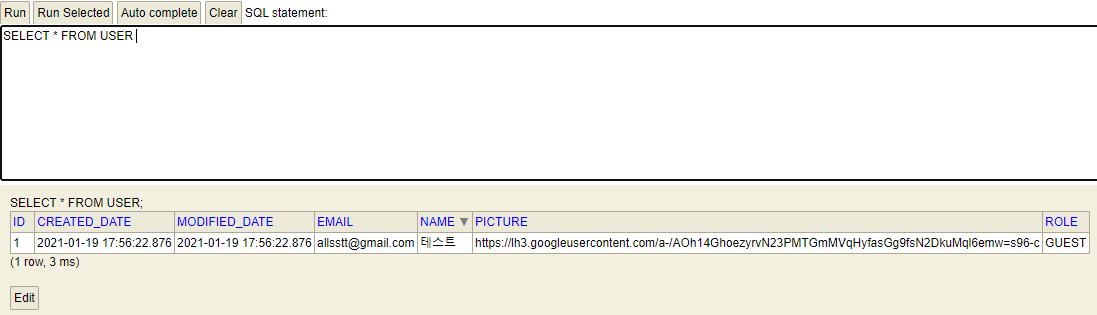 Run Run Selected Auto complete Clear SQL statement:
SELECT * FROM USER
SELECT * FROM USER;
ID CREATED_DATE MODIFIED_DATE EMAIL NAME ▼ PICTURE ROLE
1 2021-01-19 17:56:22.876 2021-01-19 17:56:22.876 allsstt@gmail.com 테스트 https://lh3.googleusercontent.com/a-/AOh14GhoezyrvN23PMTGmMVqHyfasGg9fsN2DkuMql6emw=s96-c GUEST
(1 row, 3 ms)
Edit